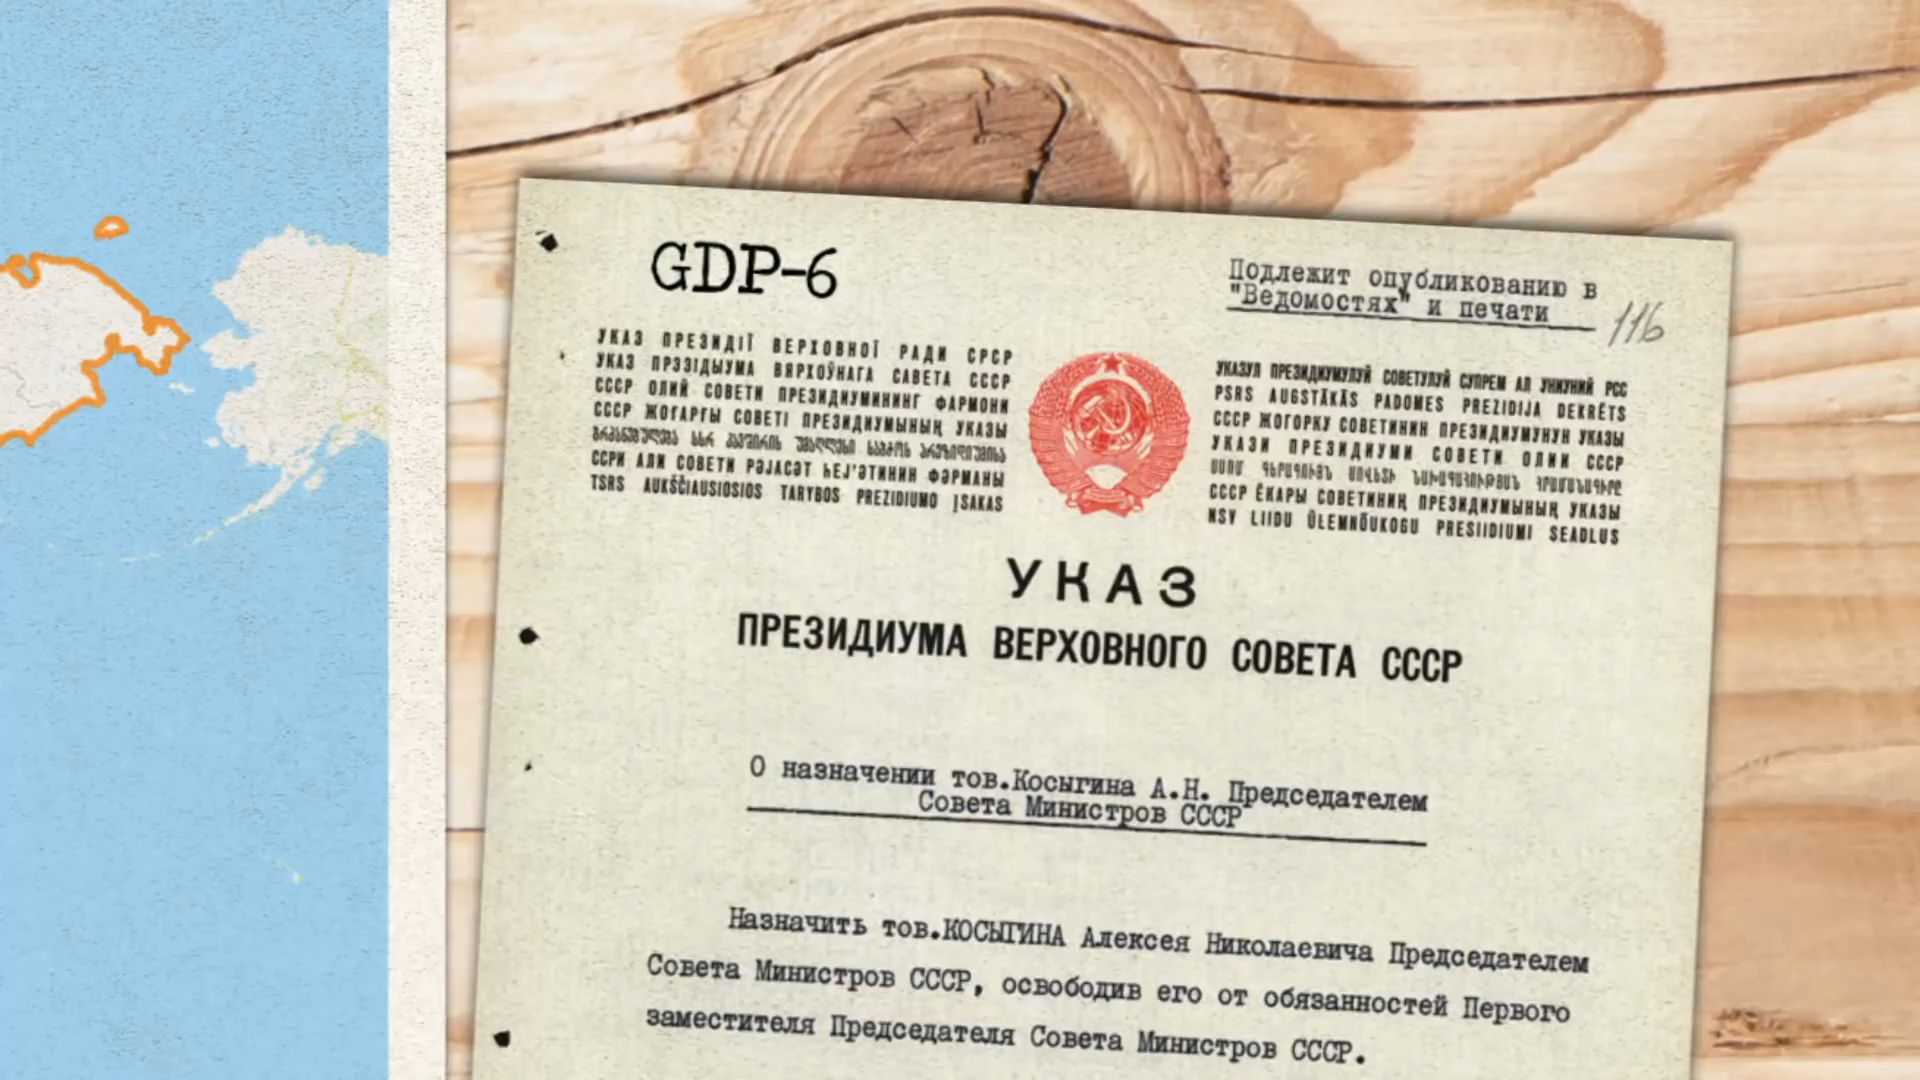 GDP-6
Подлежит опубликованию в
"Ведомостях" и печати
116
УКАЗ ПРЕЗИДІЇ ВЕРХОВНОЇ РАДИ СРСР
УКАЗ ПРЭЗІДЫУМА ВЯРХОЎНАГА САВЕТА СССР
СССР ОЛИЙ СОВЕТИ ПРЕЗИДИУМИНИНГ ФАРМОНИ
СССР ЖОҒАРҒЫ СОВЕТІ ПРЕЗИДИУМЫНЫҢ УКАЗЫ
ССРИ АЛИ СОВЕТИ РӘЈАСӘТ ҺЕЈ'ӘТИНИН ФӘРМАНЫ
TSRS AUKŠČIAUSIOSIOS TARYBOS PREZIDIUMO ĮSAKAS
УКАЗУЛ ПРЕЗИДИУМУЛУЙ СОВЕТУЛУЙ СУПРЕМ АЛ УНИУНИЙ РСС
PSRS AUGSTĀKĀS PADOMES PREZIDIJA DEKRĒTS
СССР ЖОГОРКУ СОВЕТИНИН ПРЕЗИДИУМУНУН УКАЗЫ
УКАЗИ ПРЕЗИДИУМИ СОВЕТИ ОЛИИ СССР
СССР ЁКАРЫ СОВЕТИНИҢ ПРЕЗИДИУМЫНЫҢ УКАЗЫ
NSV LIIDU ÜLEMNÕUKOGU PRESIIDIUMI SEADLUS
УКАЗ
ПРЕЗИДИУМА ВЕРХОВНОГО СОВЕТА СССР
О назначении тов.Косыгина А.Н. Председателем
Совета Министров СССР
Назначить тов.КОСЫГИНА Алексея Николаевича Председателем
Совета Министров СССР, освободив его от обязанностей Первого
заместителя Председателя Совета Министров СССР.